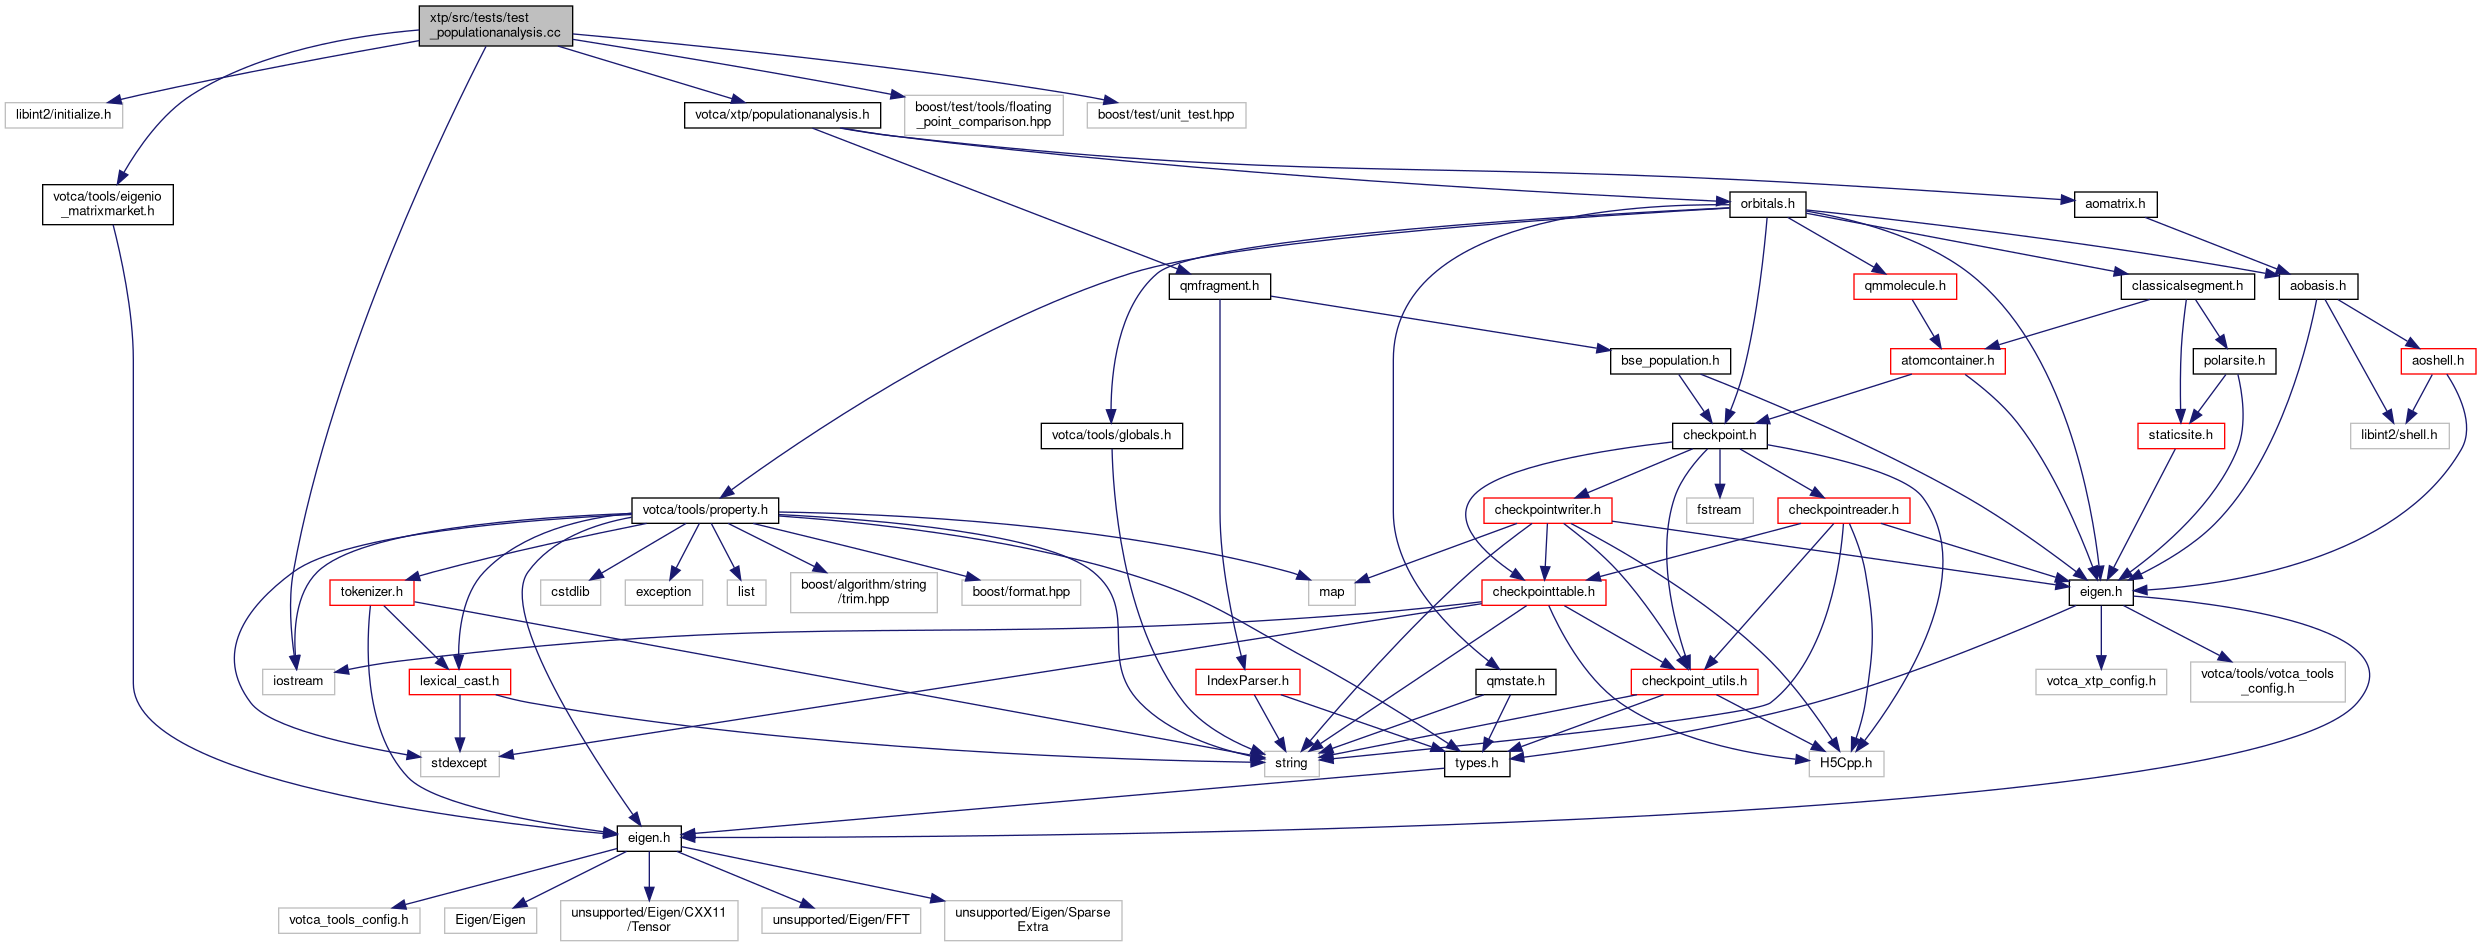 xtp/src/tests/test
_populationanalysis.cc
libint2/initialize.h
votca/xtp/populationanalysis.h
boost/test/tools/floating
_point_comparison.hpp
boost/test/unit_test.hpp
votca/tools/eigenio
_matrixmarket.h
orbitals.h
aomatrix.h
qmfragment.h
qmmolecule.h
classicalsegment.h
aobasis.h
bse_population.h
atomcontainer.h
polarsite.h
aoshell.h
votca/tools/globals.h
checkpoint.h
staticsite.h
libint2/shell.h
votca/tools/property.h
checkpointwriter.h
fstream
checkpointreader.h
tokenizer.h
cstdlib
exception
list
boost/algorithm/string
/trim.hpp
boost/format.hpp
map
checkpointtable.h
eigen.h
iostream
lexical_cast.h
IndexParser.h
qmstate.h
checkpoint_utils.h
votca_xtp_config.h
votca/tools/votca_tools
_config.h
stdexcept
string
types.h
H5Cpp.h
eigen.h
votca_tools_config.h
Eigen/Eigen
unsupported/Eigen/CXX11
/Tensor
unsupported/Eigen/FFT
unsupported/Eigen/Sparse
Extra